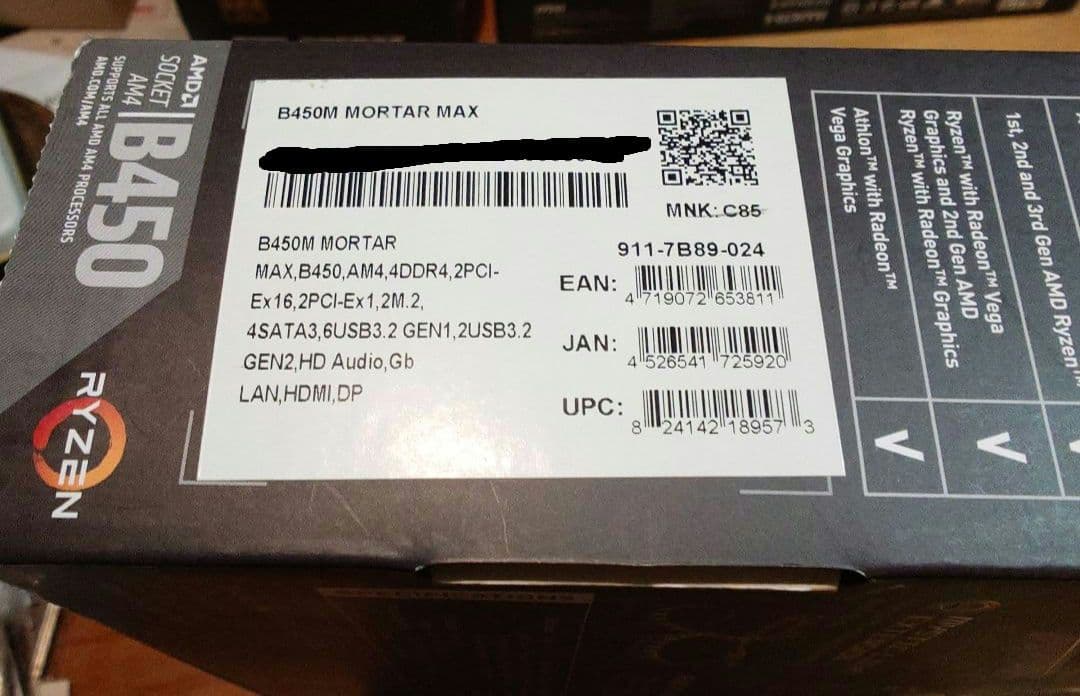 AMD
SOCKET
AM4
B450
SUPPORTS ALL AMD AM4 PROCESSORS
AMD.COM/AM4
RYZEN
B450M MORTAR MAX
MNK: C85
B450M MORTAR
MAX,B450,AM4,4DDR4,2PCI-
Ex16,2PCI-Ex1,2M.2,
4SATA3,6USB3.2 GEN1,2USB3.2
GEN2,HD Audio,Gb
LAN,HDMI,DP
911-7B89-024
EAN:
4 719072 653811
JAN:
4 526541 725920
UPC:
8 24142 18957 3
1st, 2nd and 3rd Gen AMD Ryzen
Ryzen™ with Radeon™ Vega
Graphics and 2nd Gen AMD
Ryzen™ with Radeon™ Graphics
Athlon™ with Radeon™
Vega Graphics